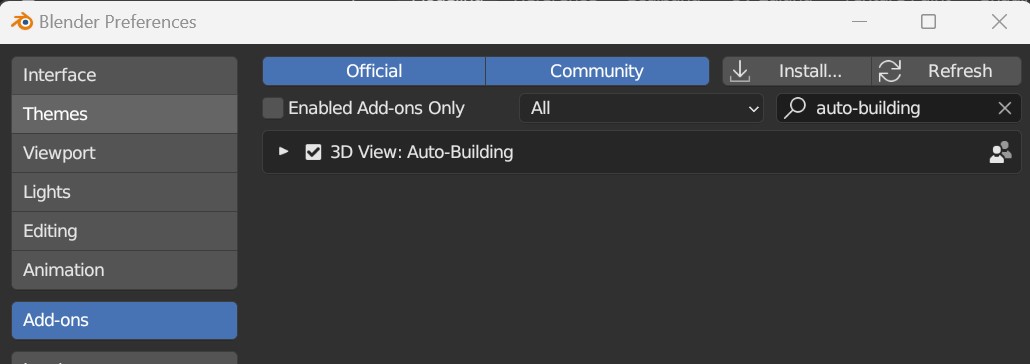 Blender Preferences
Interface
Themes
Viewport
Lights
Editing
Animation
Add-ons
Official Community Install... Refresh
Enabled Add-ons Only All auto-building
3D View: Auto-Building